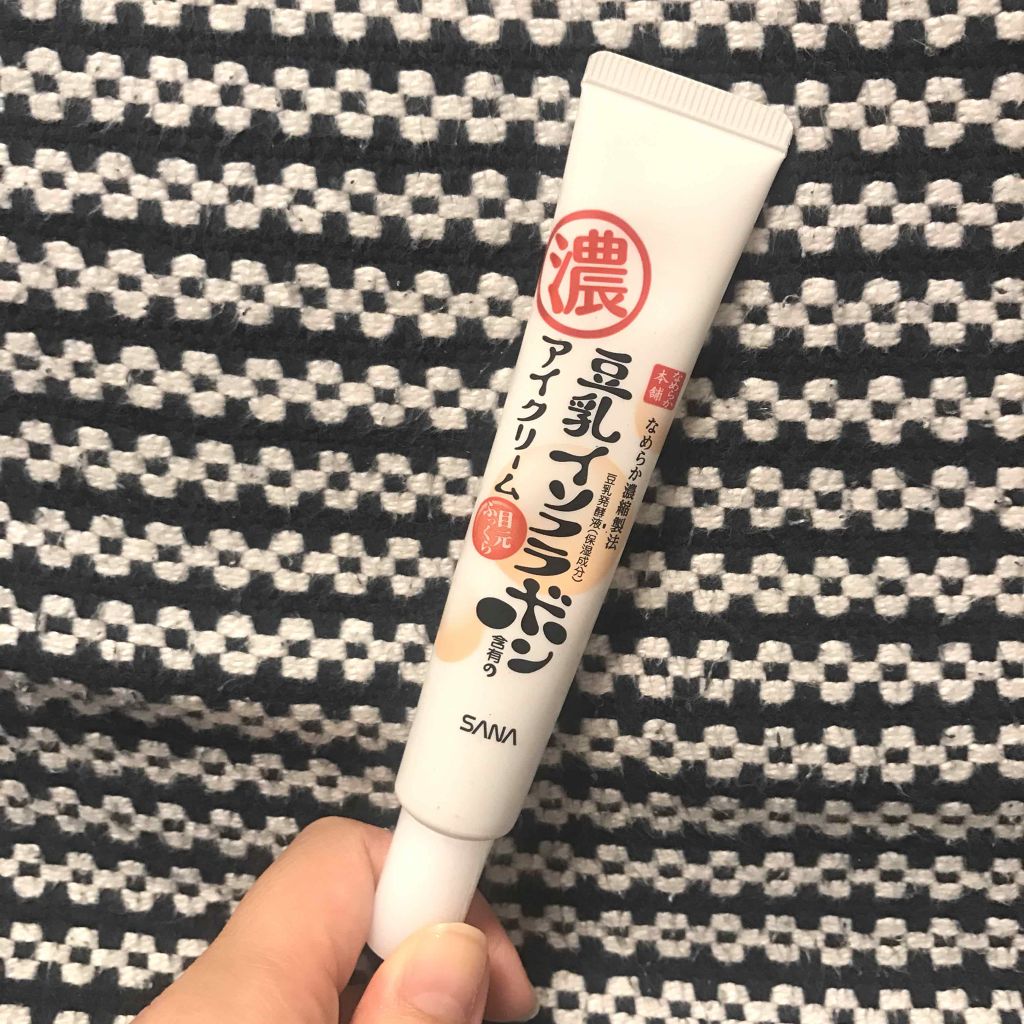 濃
なめらか
本舗
なめらか濃縮製法
豆乳発酵液(保湿成分)
豆乳イソフラボン
含有の
アイクリーム
目元
ふっくら
SANA